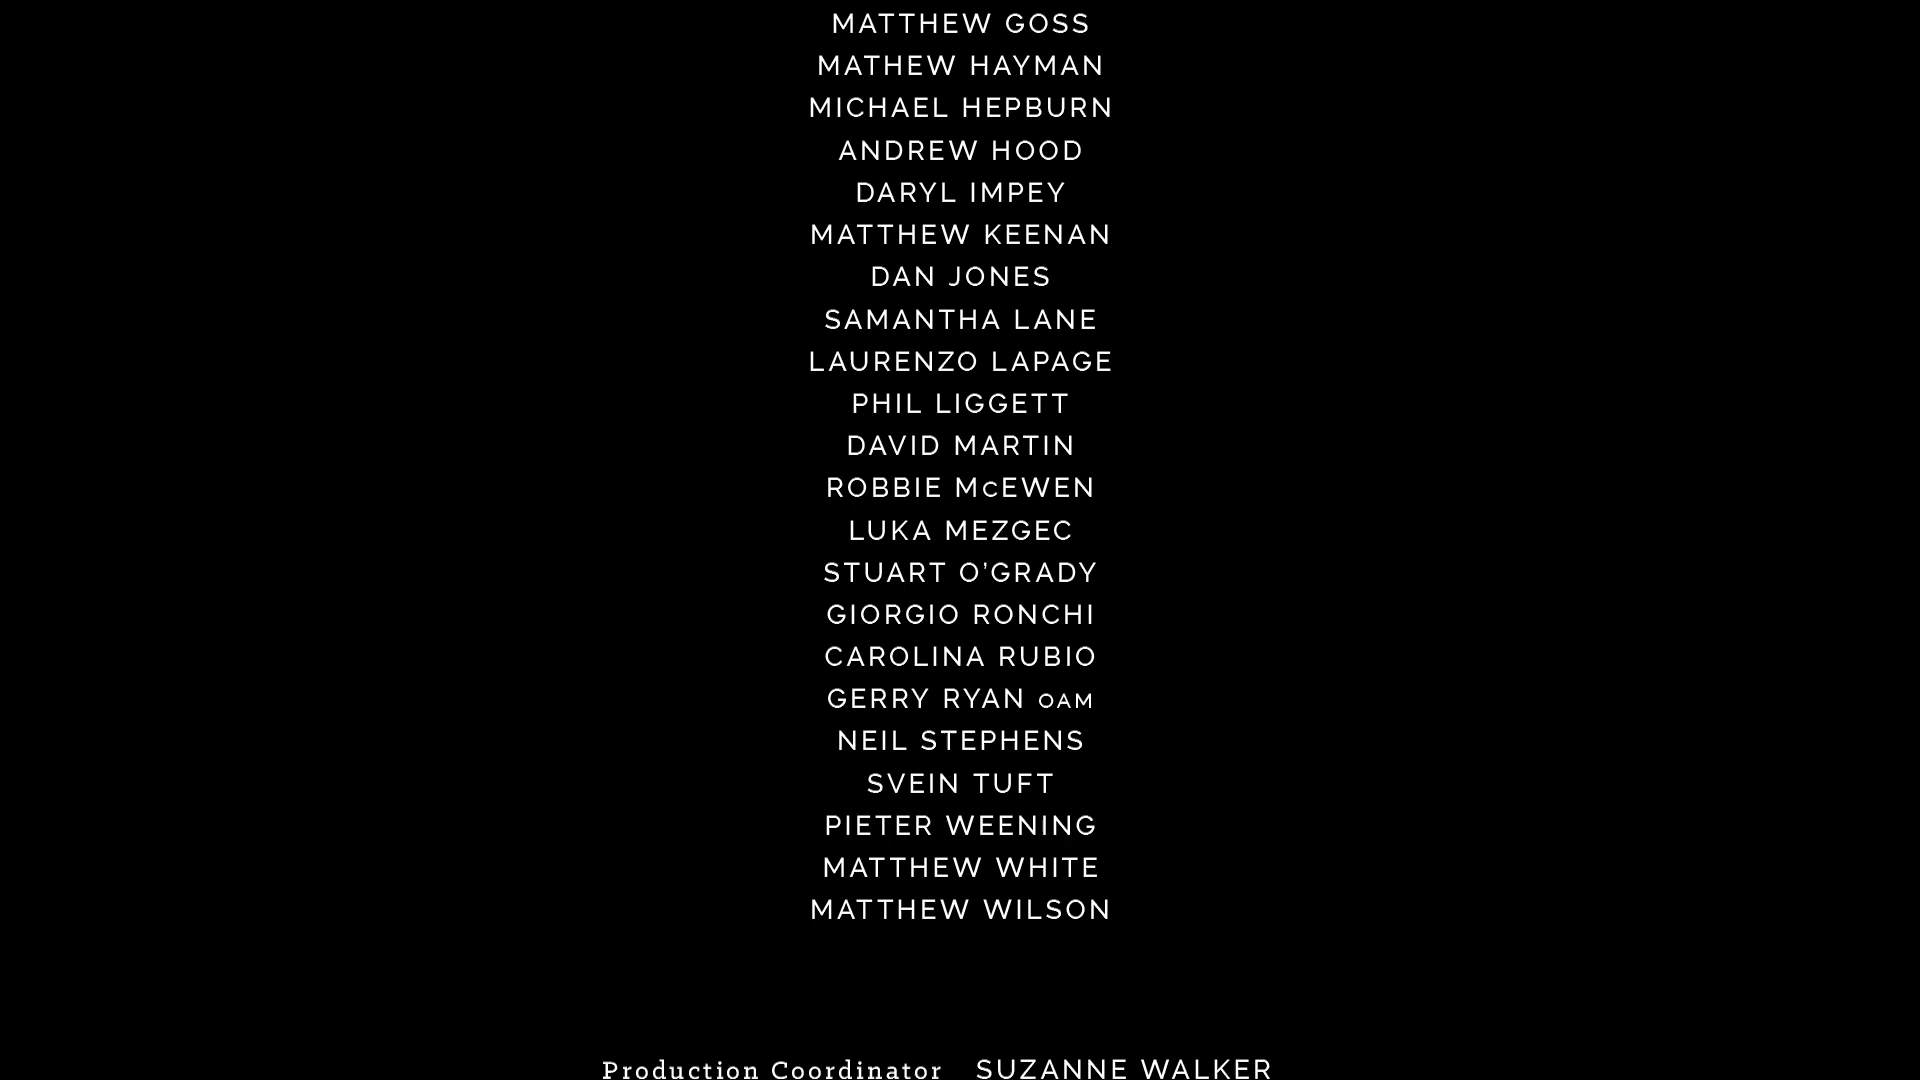 MATTHEW GOSS
MATHEW HAYMAN
MICHAEL HEPBURN
ANDREW HOOD
DARYL IMPEY
MATTHEW KEENAN
DAN JONES
SAMANTHA LANE
LAURENZO LAPAGE
PHIL LIGGETT
DAVID MARTIN
ROBBIE McEWEN
LUKA MEZGEC
STUART O’GRADY
GIORGIO RONCHI
CAROLINA RUBIO
GERRY RYAN OAM
NEIL STEPHENS
SVEIN TUFT
PIETER WEENING
MATTHEW WHITE
MATTHEW WILSON
Production Coordinator SUZANNE WALKER